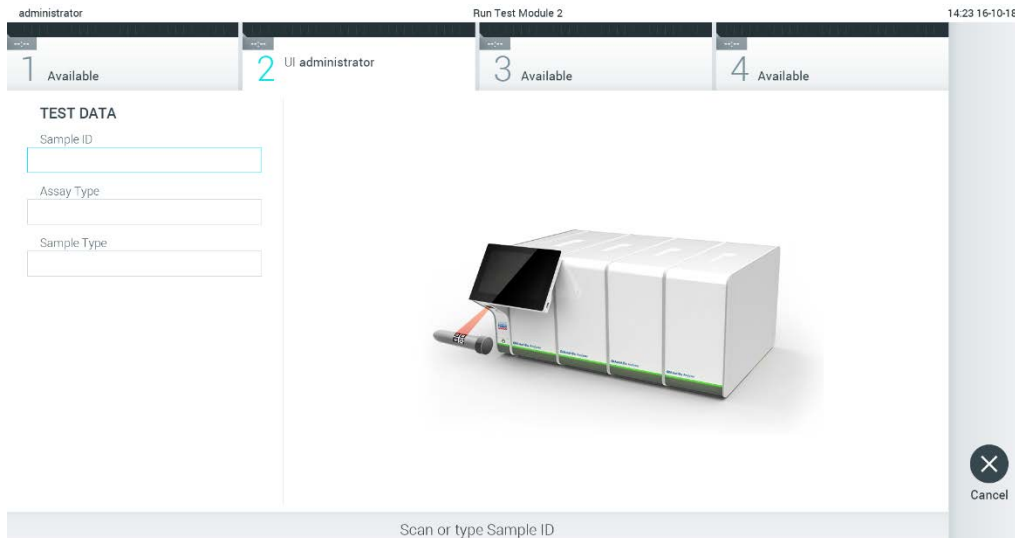 administrator
Run Test Module 2
14:23 16-10-18
--:--
1 Available
--:--
2 UI administrator
--:--
3 Available
--:--
4 Available
TEST DATA
Sample ID
Assay Type
Sample Type
Cancel
Scan or type Sample ID